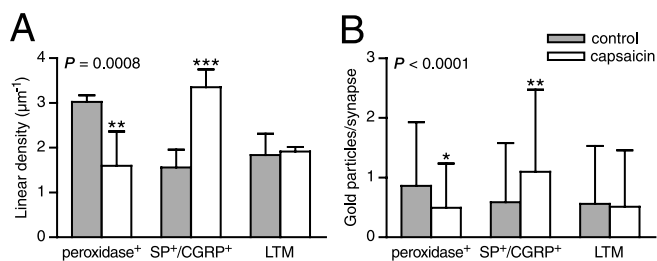 A
P = 0.0008
Linear density (µm⁻¹)
4
3
2
1
0
**
***
peroxidase⁺
SP⁺/CGRP⁺
LTM
B
control
capsaicin
P < 0.0001
Gold particles/synapse
3
2
1
0
*
**
peroxidase⁺
SP⁺/CGRP⁺
LTM